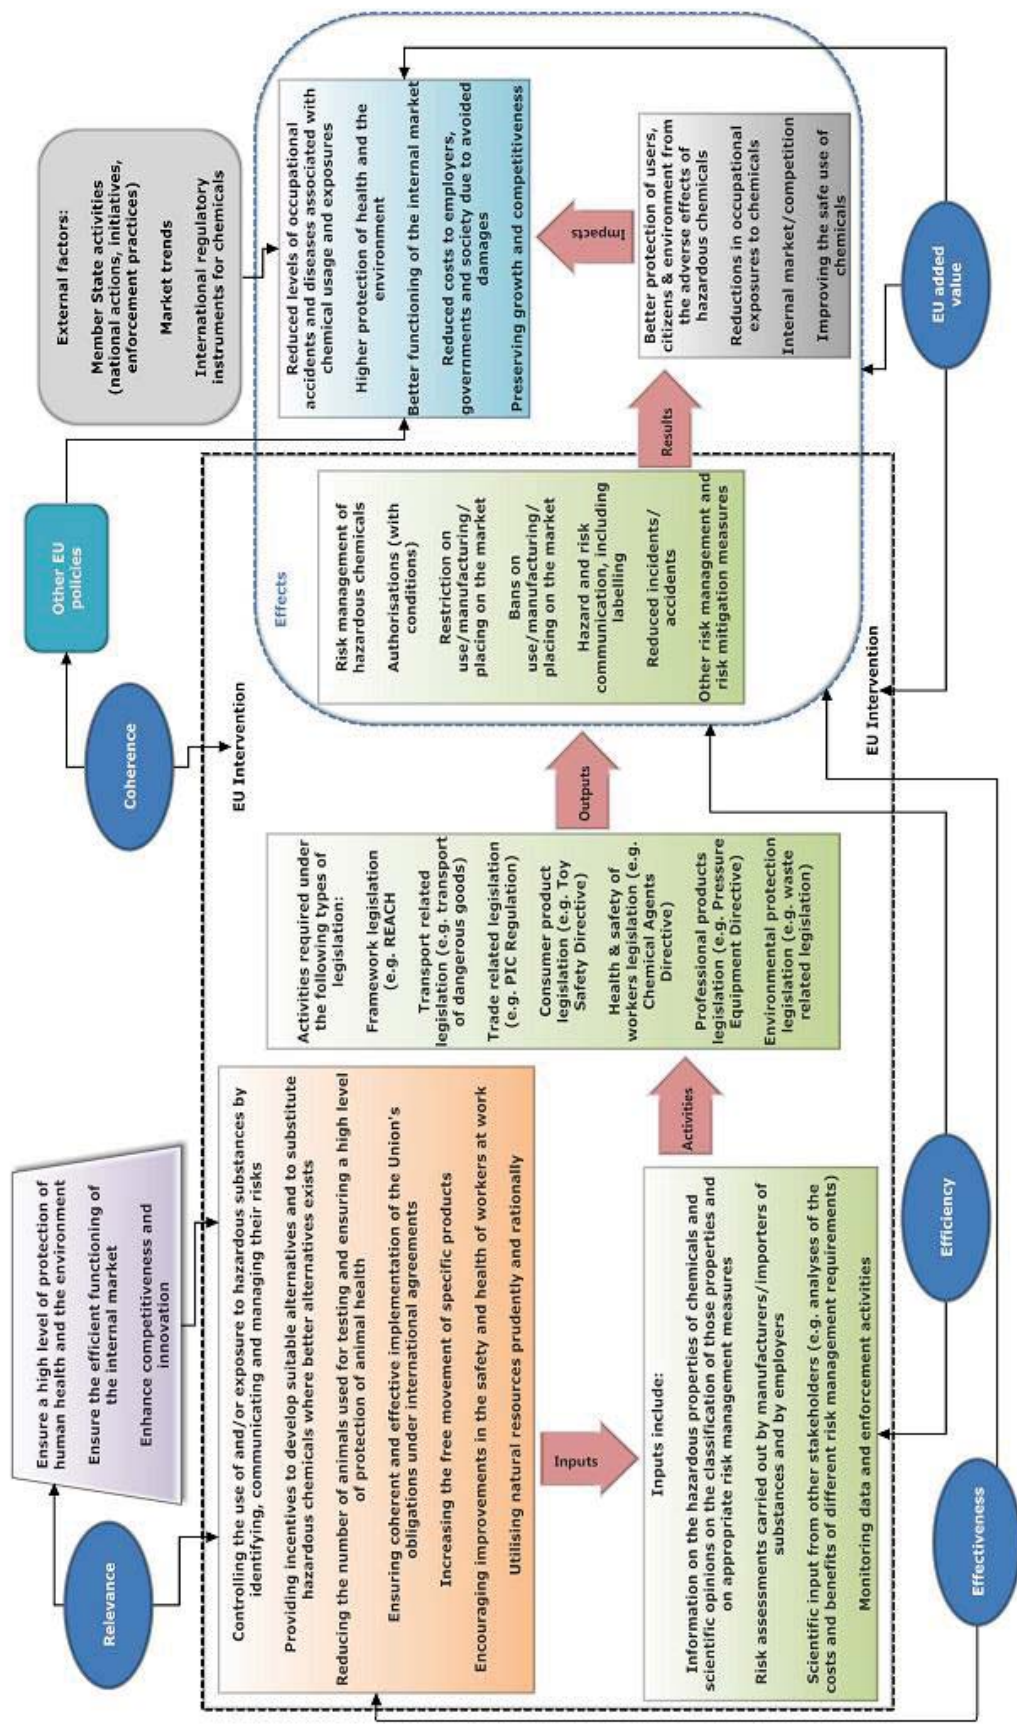 Relevance
Ensure a high level of protection of
human health and the environment
Ensure the efficient functioning of
the internal market
Enhance competitiveness and
innovation
Coherence
Other EU
policies
External factors:
Member State activities
(national actions, initiatives,
enforcement practices)
Market trends
International regulatory
instruments for chemicals
EU Intervention
Controlling the use of and/or exposure to hazardous substances by
identifying, communicating and managing their risks
Providing incentives to develop suitable alternatives and to substitute
hazardous chemicals where better alternatives exists
Reducing the number of animals used for testing and ensuring a high level
of protection of animal health
Ensuring coherent and effective implementation of the Union's
obligations under international agreements
Increasing the free movement of specific products
Encouraging improvements in the safety and health of workers at work
Utilising natural resources prudently and rationally
Inputs
Inputs include:
Information on the hazardous properties of chemicals and
scientific opinions on the classification of those properties and
on appropriate risk management measures
Risk assessments carried out by manufacturers/importers of
substances and by employers
Scientific input from other stakeholders (e.g. analyses of the
costs and benefits of different risk management requirements)
Monitoring data and enforcement activities
Activities
Activities required under
the following types of
legislation:
Framework legislation
(e.g. REACH)
Transport related
legislation (e.g. transport
of dangerous goods)
Trade related legislation
(e.g. PIC Regulation)
Consumer product
legislation (e.g. Toy
Safety Directive)
Health & safety of
workers legislation (e.g.
Chemical Agents
Directive)
Professional products
legislation (e.g. Pressure
Equipment Directive)
Environmental protection
legislation (e.g. waste
related legislation)
Outputs
Effects
Risk management of
hazardous chemicals
Authorisations (with
conditions)
Restriction on
use/manufacturing/
placing on the market
Bans on
use/manufacturing/
placing on the market
Hazard and risk
communication, including
labelling
Reduced incidents/
accidents
Other risk management and
risk mitigation measures
Results
Better protection of users,
citizens & environment from
the adverse effects of
hazardous chemicals
Reductions in occupational
exposures to chemicals
Internal market/competition
Improving the safe use of
chemicals
Impacts
Reduced levels of occupational
accidents and diseases associated with
chemical usage and exposures
Higher protection of health and the
environment
Better functioning of the internal market
Reduced costs to employers,
governments and society due to avoided
damages
Preserving growth and competitiveness
EU Intervention
Effectiveness
Efficiency
EU added
value